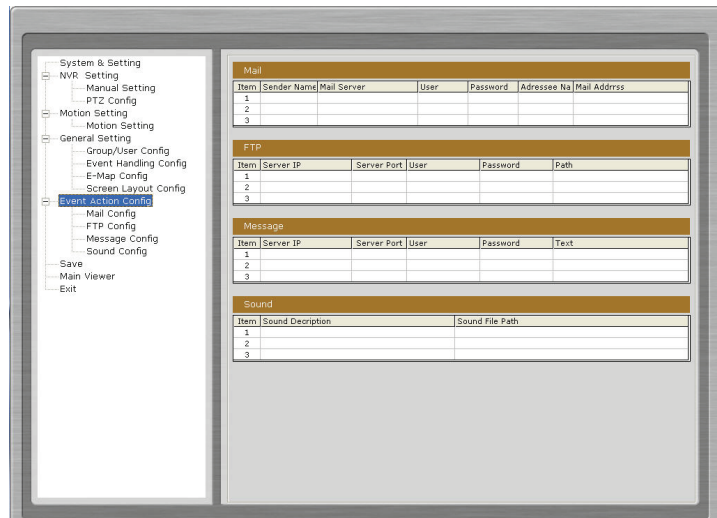 System & Setting
NVR Setting
Manual Setting
PTZ Config
Motion Setting
Motion Setting
General Setting
Group/User Config
Event Handling Config
E-Map Config
Screen Layout Config
Event Action Config
Mail Config
FTP Config
Message Config
Sound Config
Save
Main Viewer
Exit
Mail
Item Sender Name Mail Server User Password Adressee Na Mail Addrrss
1
2
3
FTP
Item Server IP Server Port User Password Path
1
2
3
Message
Item Server IP Server Port User Password Text
1
2
3
Sound
Item Sound Decription Sound File Path
1
2
3